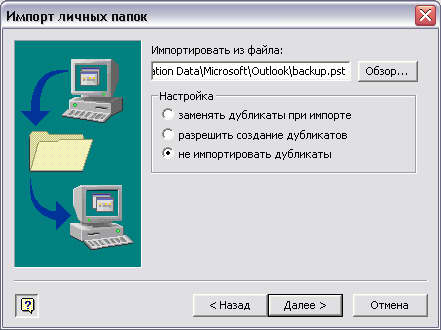 Импорт личных папок
Импортировать из файла:
ation Data\Microsoft\Outlook\backup.pst
Обзор...
Настройка
заменять дубликаты при импорте
разрешить создание дубликатов
не импортировать дубликаты
?
< Назад
Далее >
Отмена